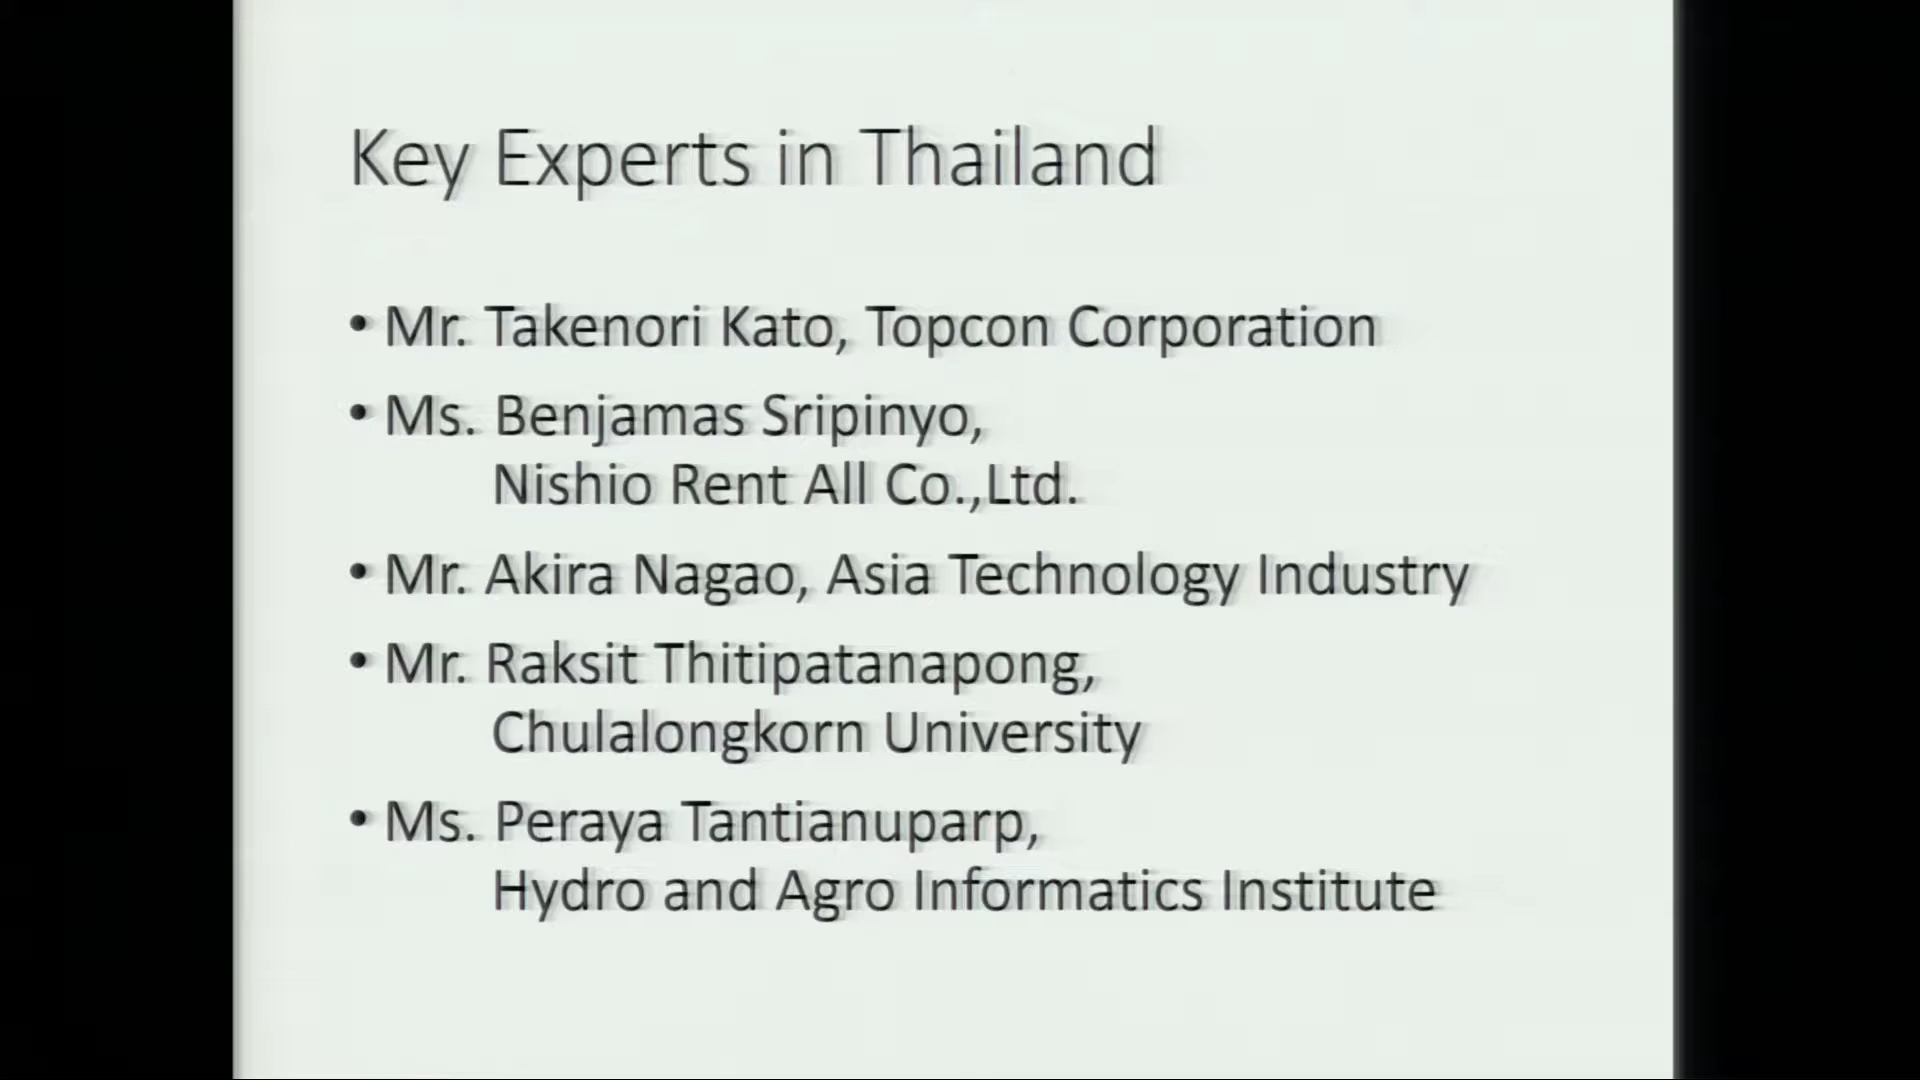 Key Experts in Thailand
• Mr. Takenori Kato, Topcon Corporation
• Ms. Benjamas Sripinyo,
Nishio Rent All Co.,Ltd.
• Mr. Akira Nagao, Asia Technology Industry
• Mr. Raksit Thitipatanapong,
Chulalongkorn University
• Ms. Peraya Tantianuparp,
Hydro and Agro Informatics Institute